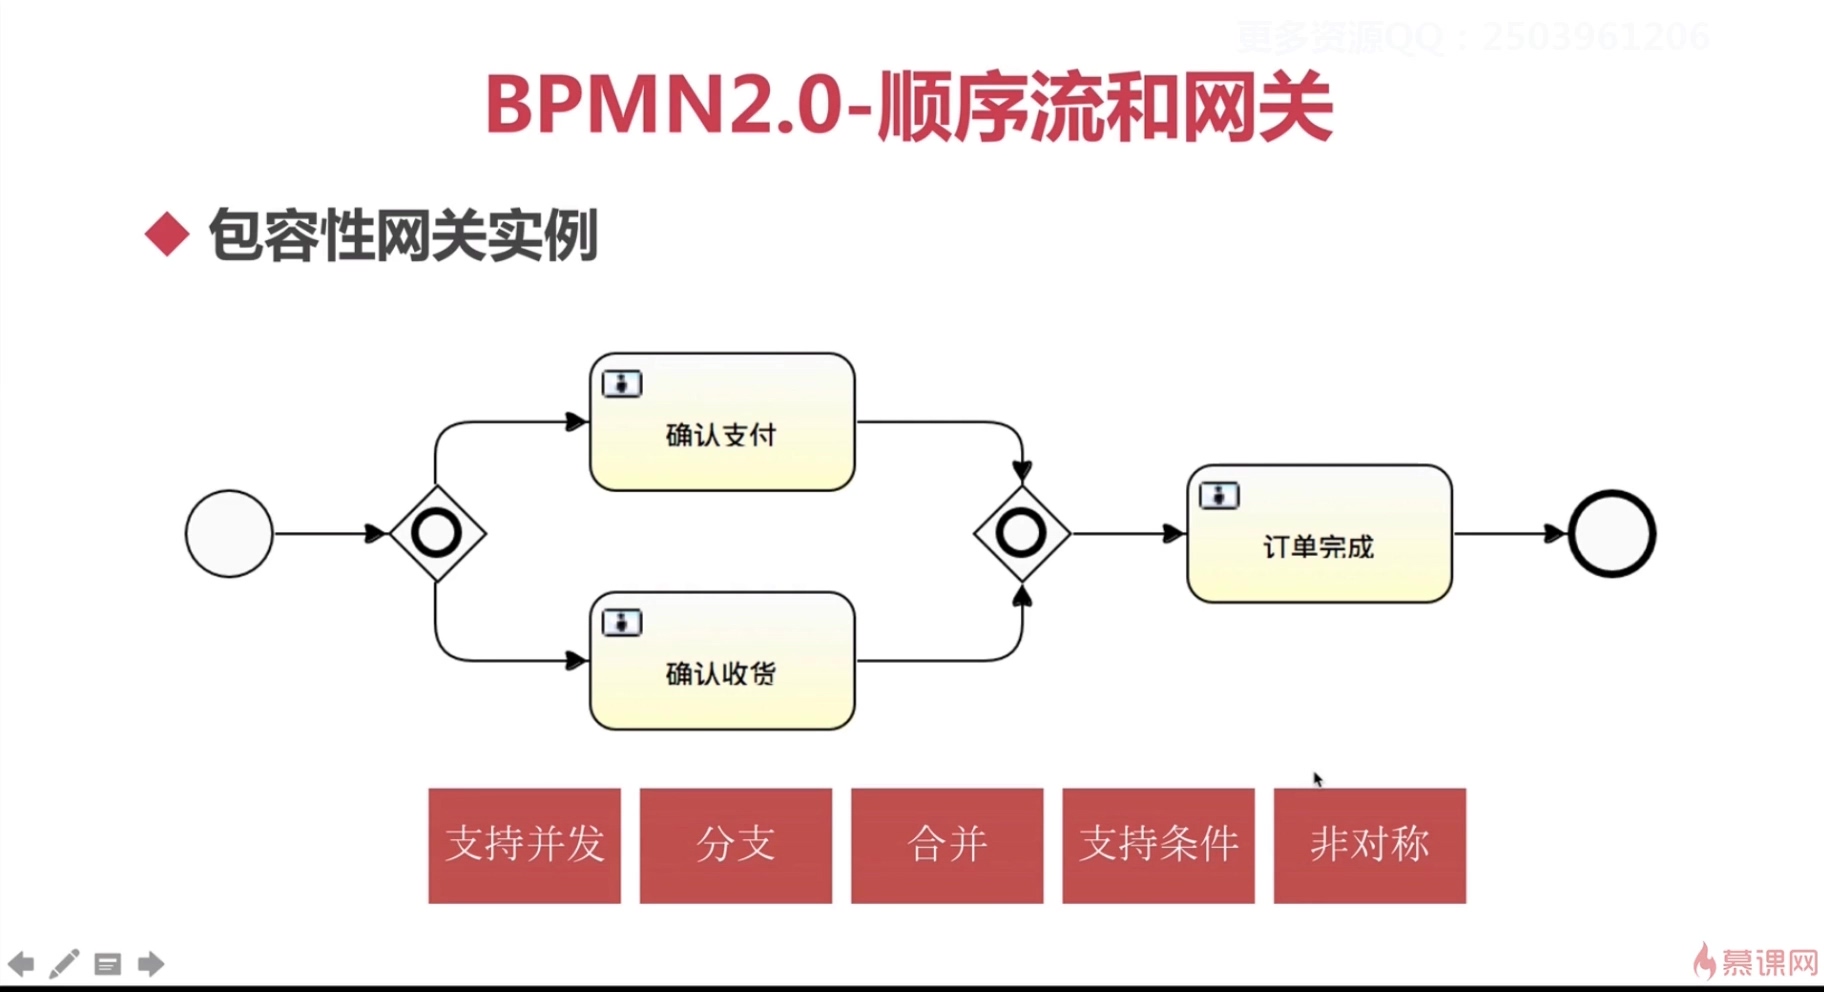 更多资源QQ：2503961206
BPMN2.0-顺序流和网关
包容性网关实例
确认支付
订单完成
确认收货
支持并发
分支
合并
支持条件
非对称
慕课网